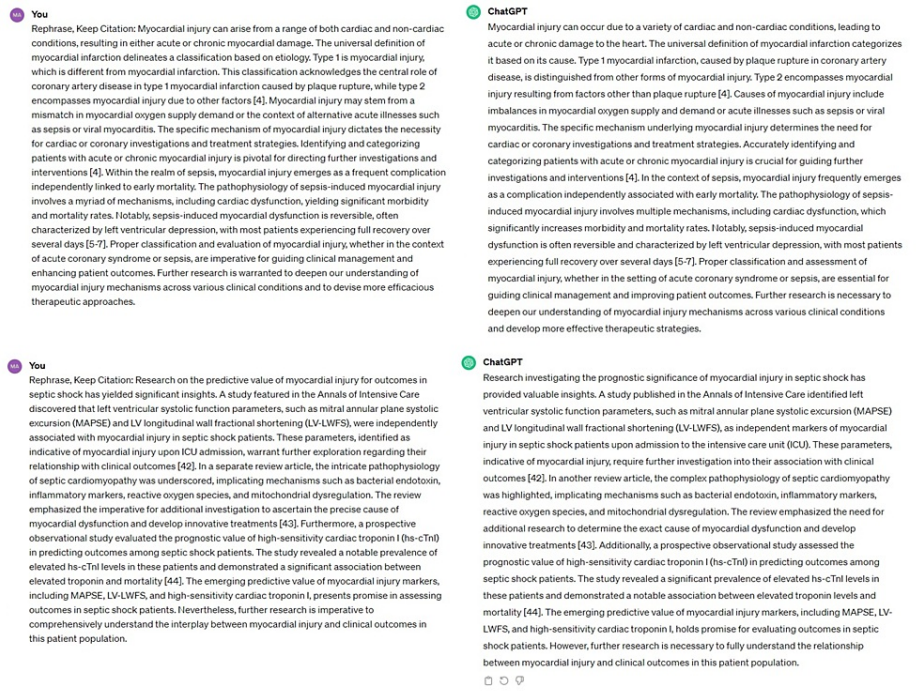 MA
You
Rephrase, Keep Citation: Myocardial injury can arise from a range of both cardiac and non-cardiac
conditions, resulting in either acute or chronic myocardial damage. The universal definition of
myocardial infarction delineates a classification based on etiology. Type 1 is myocardial injury,
which is different from myocardial infarction. This classification acknowledges the central role of
coronary artery disease in type 1 myocardial infarction caused by plaque rupture, while type 2
encompasses myocardial injury due to other factors [4]. Myocardial injury may stem from a
mismatch in myocardial oxygen supply demand or the context of alternative acute illnesses such
as sepsis or viral myocarditis. The specific mechanism of myocardial injury dictates the necessity
for cardiac or coronary investigations and treatment strategies. Identifying and categorizing
patients with acute or chronic myocardial injury is pivotal for directing further investigations and
interventions [4]. Within the realm of sepsis, myocardial injury emerges as a frequent complication
independently linked to early mortality. The pathophysiology of sepsis-induced myocardial injury
involves a myriad of mechanisms, including cardiac dysfunction, yielding significant morbidity
and mortality rates. Notably, sepsis-induced myocardial dysfunction is reversible, often
characterized by left ventricular depression, with most patients experiencing full recovery over
several days [5-7]. Proper classification and evaluation of myocardial injury, whether in the context
of acute coronary syndrome or sepsis, are imperative for guiding clinical management and
enhancing patient outcomes. Further research is warranted to deepen our understanding of
myocardial injury mechanisms across various clinical conditions and to devise more efficacious
therapeutic approaches.
ChatGPT
Myocardial injury can occur due to a variety of cardiac and non-cardiac conditions, leading to
acute or chronic damage to the heart. The universal definition of myocardial infarction categorizes
it based on its cause. Type 1 myocardial infarction, caused by plaque rupture in coronary artery
disease, is distinguished from other forms of myocardial injury. Type 2 encompasses myocardial
injury resulting from factors other than plaque rupture [4]. Causes of myocardial injury include
imbalances in myocardial oxygen supply and demand or acute illnesses such as sepsis or viral
myocarditis. The specific mechanism underlying myocardial injury determines the need for
cardiac or coronary investigations and treatment strategies. Accurately identifying and
categorizing patients with acute or chronic myocardial injury is crucial for guiding further
investigations and interventions [4]. In the context of sepsis, myocardial injury frequently emerges
as a complication independently associated with early mortality. The pathophysiology of sepsis-
induced myocardial injury involves multiple mechanisms, including cardiac dysfunction, which
significantly increases morbidity and mortality rates. Notably, sepsis-induced myocardial
dysfunction is often reversible and characterized by left ventricular depression, with most patients
experiencing full recovery over several days [5-7]. Proper classification and assessment of
myocardial injury, whether in the setting of acute coronary syndrome or sepsis, are essential for
guiding clinical management and improving patient outcomes. Further research is necessary to
deepen our understanding of myocardial injury mechanisms across various clinical conditions
and develop more effective therapeutic strategies.
MA
You
Rephrase, Keep Citation: Research on the predictive value of myocardial injury for outcomes in
septic shock has yielded significant insights. A study featured in the Annals of Intensive Care
discovered that left ventricular systolic function parameters, such as mitral annular plane systolic
excursion (MAPSE) and LV longitudinal wall fractional shortening (LV-LWFS), were independently
associated with myocardial injury in septic shock patients. These parameters, identified as
indicative of myocardial injury upon ICU admission, warrant further exploration regarding their
relationship with clinical outcomes [42]. In a separate review article, the intricate pathophysiology
of septic cardiomyopathy was underscored, implicating mechanisms such as bacterial endotoxin,
inflammatory markers, reactive oxygen species, and mitochondrial dysregulation. The review
emphasized the imperative for additional investigation to ascertain the precise cause of
myocardial dysfunction and develop innovative treatments [43]. Furthermore, a prospective
observational study evaluated the prognostic value of high-sensitivity cardiac troponin I (hs-cTnI)
in predicting outcomes among septic shock patients. The study revealed a notable prevalence of
elevated hs-cTnI levels in these patients and demonstrated a significant association between
elevated troponin and mortality [44]. The emerging predictive value of myocardial injury markers,
including MAPSE, LV-LWFS, and high-sensitivity cardiac troponin I, presents promise in assessing
outcomes in septic shock patients. Nevertheless, further research is imperative to
comprehensively understand the interplay between myocardial injury and clinical outcomes in
this patient population.
ChatGPT
Research investigating the prognostic significance of myocardial injury in septic shock has
provided valuable insights. A study published in the Annals of Intensive Care identified left
ventricular systolic function parameters, such as mitral annular plane systolic excursion (MAPSE)
and LV longitudinal wall fractional shortening (LV-LWFS), as independent markers of myocardial
injury in septic shock patients upon admission to the intensive care unit (ICU). These parameters,
indicative of myocardial injury, require further investigation into their association with clinical
outcomes [42]. In another review article, the complex pathophysiology of septic cardiomyopathy
was highlighted, implicating mechanisms such as bacterial endotoxin, inflammatory markers,
reactive oxygen species, and mitochondrial dysregulation. The review emphasized the need for
additional research to determine the exact cause of myocardial dysfunction and develop
innovative treatments [43]. Additionally, a prospective observational study assessed the
prognostic value of high-sensitivity cardiac troponin I (hs-cTnI) in predicting outcomes among
septic shock patients. The study revealed a significant prevalence of elevated hs-cTnI levels in
these patients and demonstrated a notable association between elevated troponin levels and
mortality [44]. The emerging predictive value of myocardial injury markers, including MAPSE, LV-
LWFS, and high-sensitivity cardiac troponin I, holds promise for evaluating outcomes in septic
shock patients. However, further research is necessary to fully understand the relationship
between myocardial injury and clinical outcomes in this patient population.